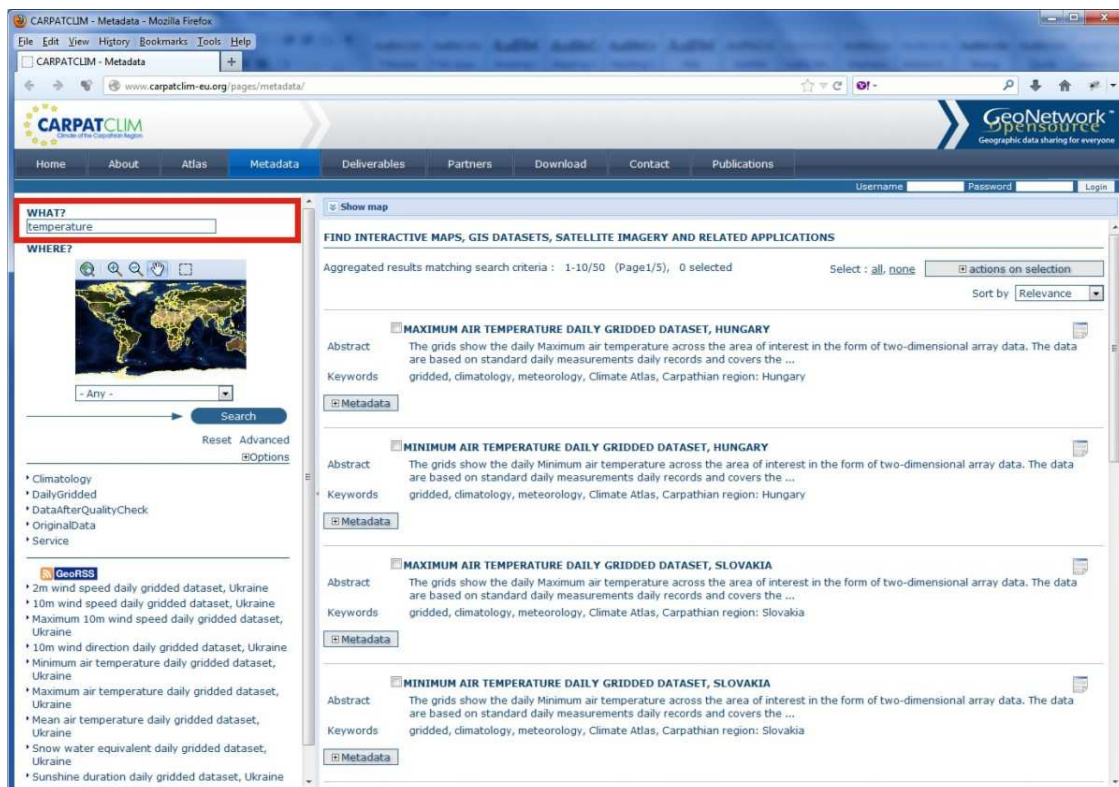 CARPATCLIM - Metadata - Mozilla Firefox
File Edit View History Bookmarks Tools Help
CARPATCLIM - Metadata
www.carpatclim-eu.org/pages/metadata/
CARPATCLIM
Climate of the Carpathian Region
GeoNetwork
Opensource
Geographic data sharing for everyone
Home About Atlas Metadata Deliverables Partners Download Contact Publications
Username Password Login
WHAT?
temperature
WHERE?
- Any -
Search
Reset Advanced
Options
Climatology
DailyGridded
DataAfterQualityCheck
OriginalData
Service
GeoRSS
2m wind speed daily gridded dataset, Ukraine
10m wind speed daily gridded dataset, Ukraine
Maximum 10m wind speed daily gridded dataset,
Ukraine
10m wind direction daily gridded dataset, Ukraine
Minimum air temperature daily gridded dataset,
Ukraine
Maximum air temperature daily gridded dataset,
Ukraine
Mean air temperature daily gridded dataset,
Ukraine
Snow water equivalent daily gridded dataset,
Ukraine
Sunshine duration daily gridded dataset, Ukraine
Show map
FIND INTERACTIVE MAPS, GIS DATASETS, SATELLITE IMAGERY AND RELATED APPLICATIONS
Aggregated results matching search criteria : 1-10/50 (Page1/5), 0 selected Select : all, none actions on selection
Sort by Relevance
MAXIMUM AIR TEMPERATURE DAILY GRIDDED DATASET, HUNGARY
Abstract The grids show the daily Maximum air temperature across the area of interest in the form of two-dimensional array data. The data
are based on standard daily measurements daily records and covers the ...
Keywords gridded, climatology, meteorology, Climate Atlas, Carpathian region: Hungary
Metadata
MINIMUM AIR TEMPERATURE DAILY GRIDDED DATASET, HUNGARY
Abstract The grids show the daily Minimum air temperature across the area of interest in the form of two-dimensional array data. The data
are based on standard daily measurements daily records and covers the ...
Keywords gridded, climatology, meteorology, Climate Atlas, Carpathian region: Hungary
Metadata
MAXIMUM AIR TEMPERATURE DAILY GRIDDED DATASET, SLOVAKIA
Abstract The grids show the daily Maximum air temperature across the area of interest in the form of two-dimensional array data. The data
are based on standard daily measurements daily records and covers the ...
Keywords gridded, climatology, meteorology, Climate Atlas, Carpathian region: Slovakia
Metadata
MINIMUM AIR TEMPERATURE DAILY GRIDDED DATASET, SLOVAKIA
Abstract The grids show the daily Minimum air temperature across the area of interest in the form of two-dimensional array data. The data
are based on standard daily measurements daily records and covers the ...
Keywords gridded, climatology, meteorology, Climate Atlas, Carpathian region: Slovakia
Metadata